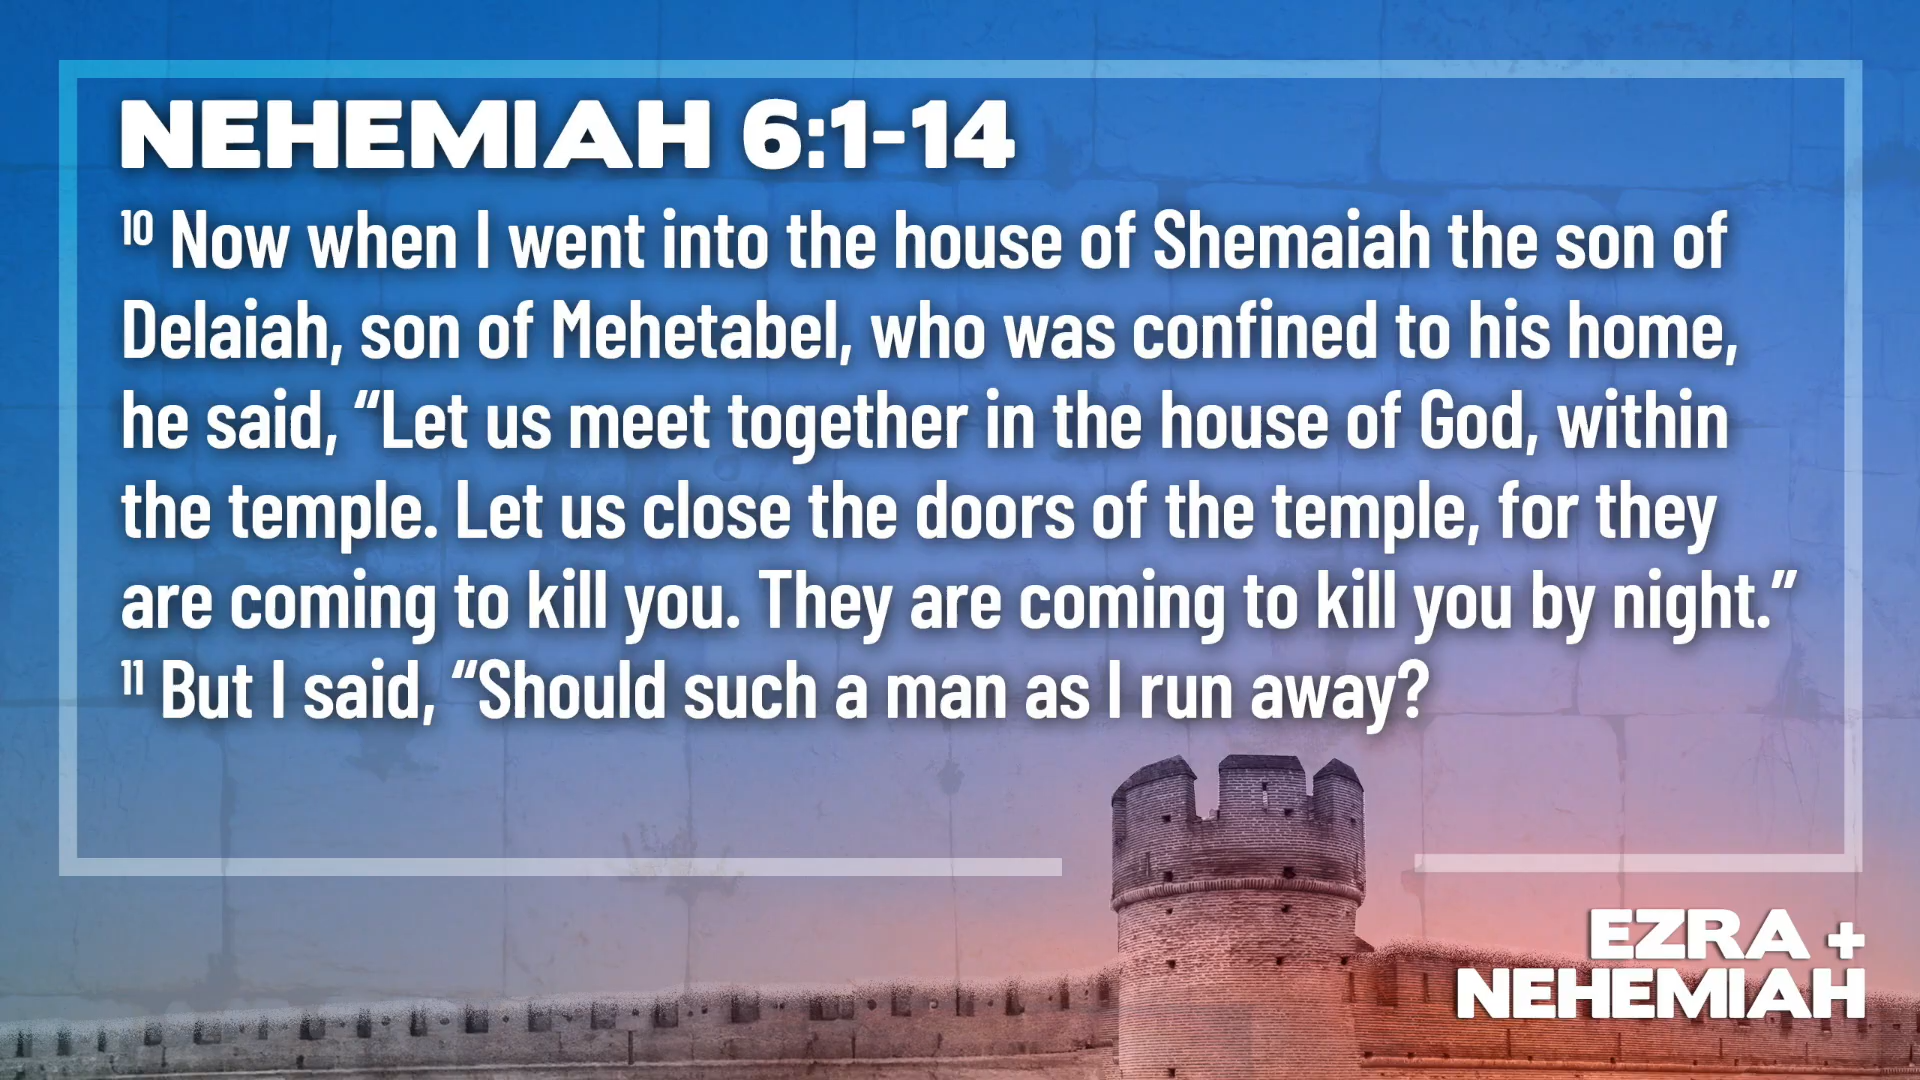 NEHEMIAH 6:1-14
10 Now when I went into the house of Shemaiah the son of
Delaiah, son of Mehetabel, who was confined to his home,
he said, “Let us meet together in the house of God, within
the temple. Let us close the doors of the temple, for they
are coming to kill you. They are coming to kill you by night.”
11 But I said, “Should such a man as I run away?
EZRA +
NEHEMIAH